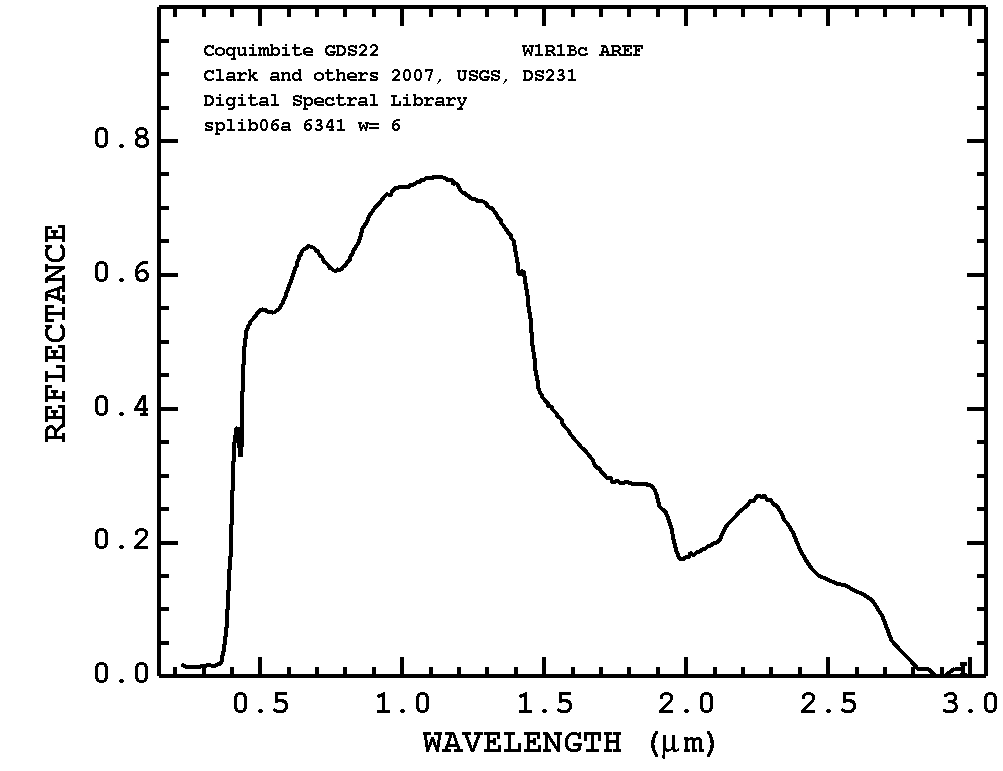 Coquimbite GDS22 W1R1Bc AREF
Clark and others 2007, USGS, DS231
Digital Spectral Library
splib06a 6341 w= 6
0.8
0.6
0.4
0.2
0.0
REFLECTANCE
0.5 1.0 1.5 2.0 2.5 3.0
WAVELENGTH (μm)